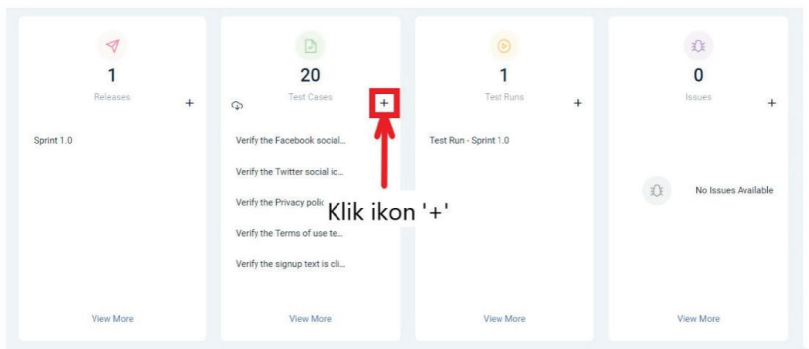 1
Releases
+
Sprint 1.0
View More
20
Test Cases
+
Verify the Facebook social...
Verify the Twitter social ic...
Verify the Privacy polic
Verify the Terms of use te...
Verify the signup text is cli...
View More
Klik ikon '+'
1
Test Runs
+
Test Run - Sprint 1.0
View More
0
Issues
+
No Issues Available
View More